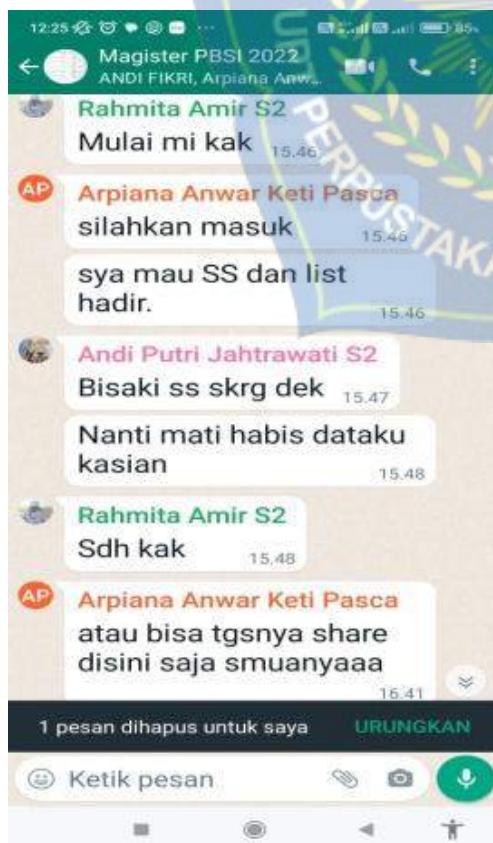 12:25
85
Magister PBSI 2022
ANDI FIKRI, Arpiana Anw...
Rahmita Amir S2
Mulai mi kak 15.46
AP
Arpiana Anwar Keti Pasca
silahkan masuk 15.46
sya mau SS dan list
hadir. 15.46
Andi Putri Jahtrawati S2
Bisaki ss skrg dek 15.47
Nanti mati habis dataku
kasian 15.48
Rahmita Amir S2
Sdh kak 15.48
AP
Arpiana Anwar Keti Pasca
atau bisa tgsnya share
disini saja smuanyaaa
16.41
1 pesan dihapus untuk saya URUNGKAN
Ketik pesan